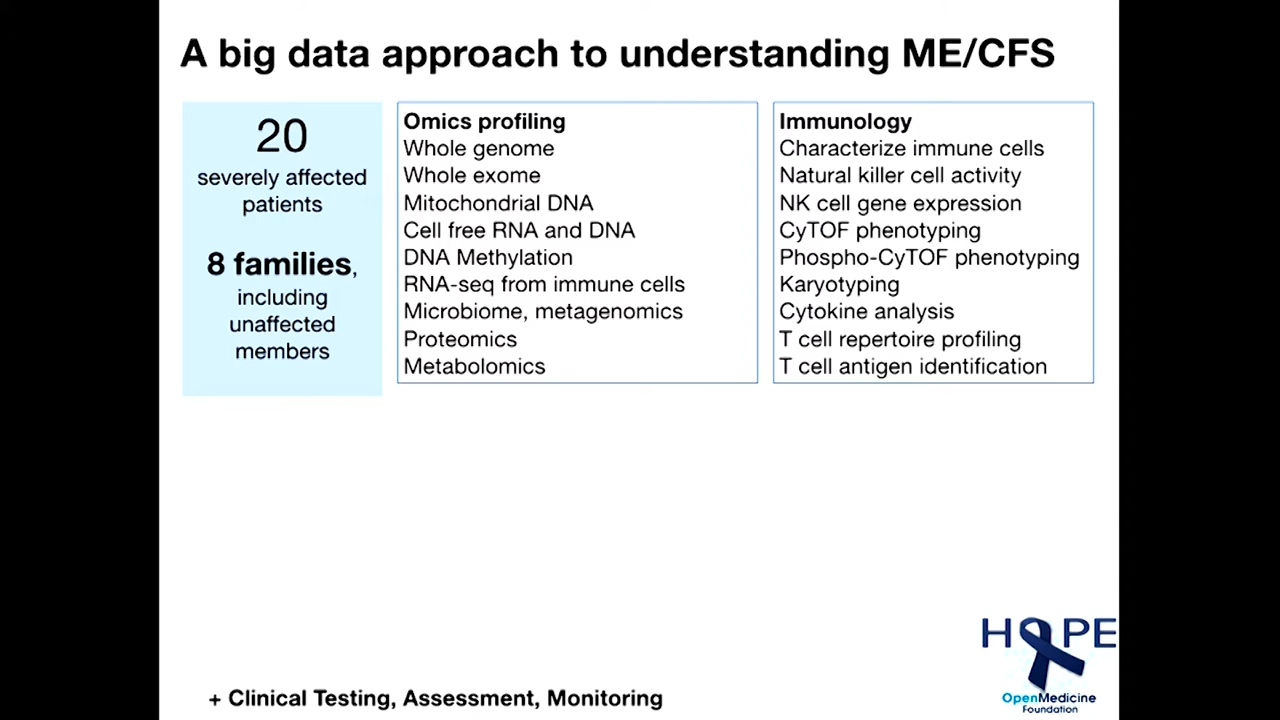 A big data approach to understanding ME/CFS
20
severely affected
patients
8 families,
including
unaffected
members
Omics profiling
Whole genome
Whole exome
Mitochondrial DNA
Cell free RNA and DNA
DNA Methylation
RNA-seq from immune cells
Microbiome, metagenomics
Proteomics
Metabolomics
Immunology
Characterize immune cells
Natural killer cell activity
NK cell gene expression
CyTOF phenotyping
Phospho-CyTOF phenotyping
Karyotyping
Cytokine analysis
T cell repertoire profiling
T cell antigen identification
HOPE
OpenMedicine
Foundation
+ Clinical Testing, Assessment, Monitoring